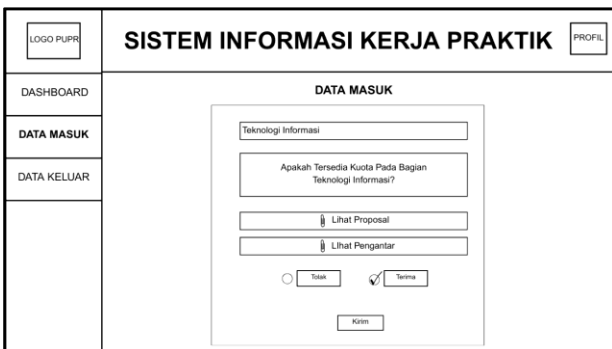 LOGO PUPR
SISTEM INFORMASI KERJA PRAKTIK
PROFIL
DASHBOARD
DATA MASUK
DATA KELUAR
DATA MASUK
Teknologi Informasi
Apakah Tersedia Kuota Pada Bagian
Teknologi Informasi?
Lihat Proposal
LIhat Pengantar
Tolak
Terima
Kirim